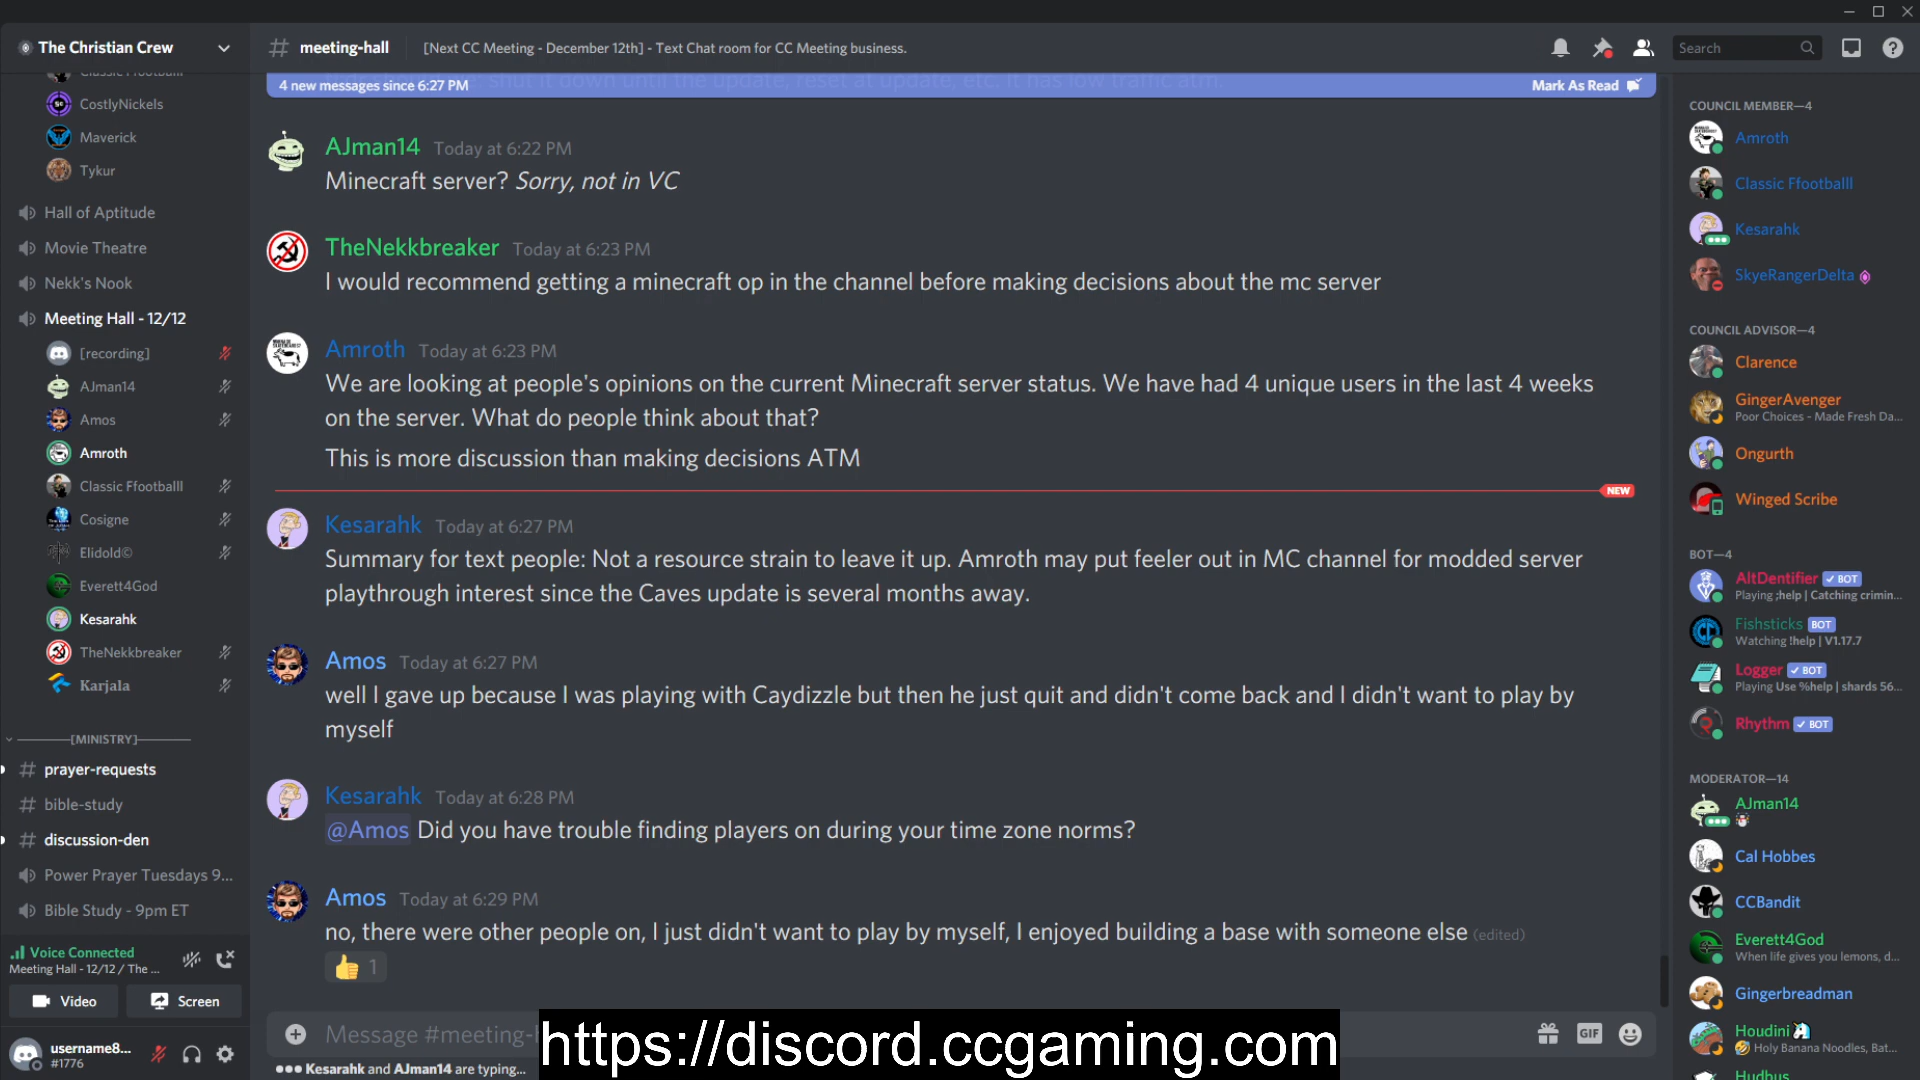 The Christian Crew
# meeting-hall
[Next CC Meeting - December 12th] - Text Chat room for CC Meeting business.
Search
Classic Ffootballl
CostlyNickels
Maverick
Tykur
Hall of Aptitude
Movie Theatre
Nekk's Nook
Meeting Hall - 12/12
[recording]
AJman14
Amos
Amroth
Classic Ffootballl
Cosigne
Elidold©
Everett4God
Kesarahk
TheNekkbreaker
Karjala
[MINISTRY]
# prayer-requests
# bible-study
# discussion-den
Power Prayer Tuesdays 9...
Bible Study - 9pm ET
Voice Connected
Meeting Hall - 12/12 / The ...
Video
Screen
username8...
#1776
shut it down until the update, reset at update, etc. It has low traffic atm.
4 new messages since 6:27 PM
Mark As Read
AJman14 Today at 6:22 PM
Minecraft server? Sorry, not in VC
TheNekkbreaker Today at 6:23 PM
I would recommend getting a minecraft op in the channel before making decisions about the mc server
Amroth Today at 6:23 PM
We are looking at people's opinions on the current Minecraft server status. We have had 4 unique users in the last 4 weeks
on the server. What do people think about that?
This is more discussion than making decisions ATM
NEW
Kesarahk Today at 6:27 PM
Summary for text people: Not a resource strain to leave it up. Amroth may put feeler out in MC channel for modded server
playthrough interest since the Caves update is several months away.
Amos Today at 6:27 PM
well I gave up because I was playing with Caydizzle but then he just quit and didn't come back and I didn't want to play by
myself
Kesarahk Today at 6:28 PM
@Amos Did you have trouble finding players on during your time zone norms?
Amos Today at 6:29 PM
no, there were other people on, I just didn't want to play by myself, I enjoyed building a base with someone else (edited)
👍 1
Message #meeting-
GIF
https://discord.ccgaming.com
Kesarahk and AJman14 are typing...
COUNCIL MEMBER—4
Amroth
Classic Ffootballl
Kesarahk
SkyeRangerDelta
COUNCIL ADVISOR—4
Clarence
GingerAvenger
Poor Choices - Made Fresh Da...
Ongurth
Winged Scribe
BOT—4
AltDentifier ✓ BOT
Playing ;help | Catching crimin...
Fishsticks BOT
Watching !help | V1.17.7
Logger ✓ BOT
Playing Use %help | shards 56...
Rhythm ✓ BOT
MODERATOR—14
AJman14
Cal Hobbes
CCBandit
Everett4God
When life gives you lemons, d...
Gingerbreadman
Houdini
Holy Banana Noodles, Bat...
Hudbus